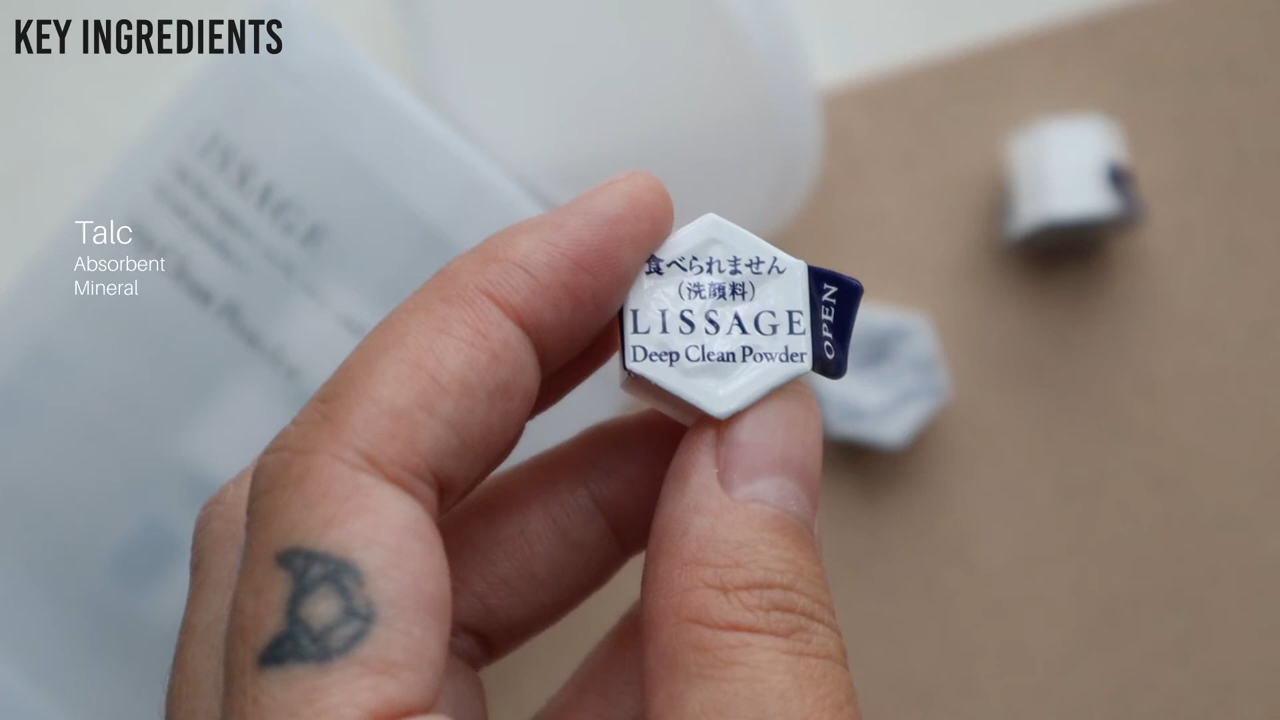 KEY INGREDIENTS
Talc
Absorbent
Mineral
食べられません
(洗顔料)
LISSAGE
Deep Clean Powder
OPEN